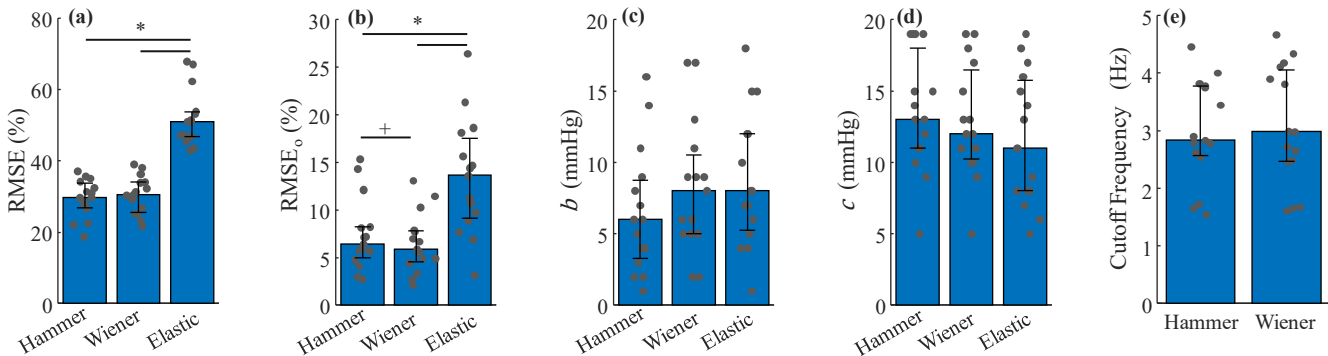 (a)
RMSE (%)
80
60
40
20
0
*
Hammer
Wiener
Elastic
(b)
RMSEo (%)
30
25
20
15
10
5
0
*
+
Hammer
Wiener
Elastic
(c)
b (mmHg)
20
15
10
5
0
Hammer
Wiener
Elastic
(d)
c (mmHg)
20
15
10
5
0
Hammer
Wiener
Elastic
(e)
Cutoff Frequency (Hz)
5
4
3
2
1
0
Hammer
Wiener